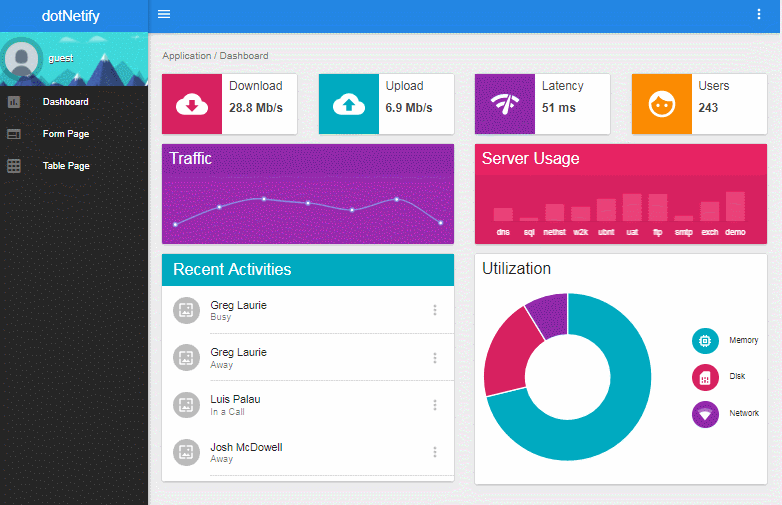 dotNetify
guest
Dashboard
Form Page
Table Page
Application / Dashboard
Download
28.8 Mb/s
Upload
6.9 Mb/s
Latency
51 ms
Users
243
Traffic
Server Usage
dns sql nethst w2k ubnt uat ftp smtp exch demo
Recent Activities
Greg Laurie
Busy
Greg Laurie
Away
Luis Palau
In a Call
Josh McDowell
Away
Utilization
Memory
Disk
Network